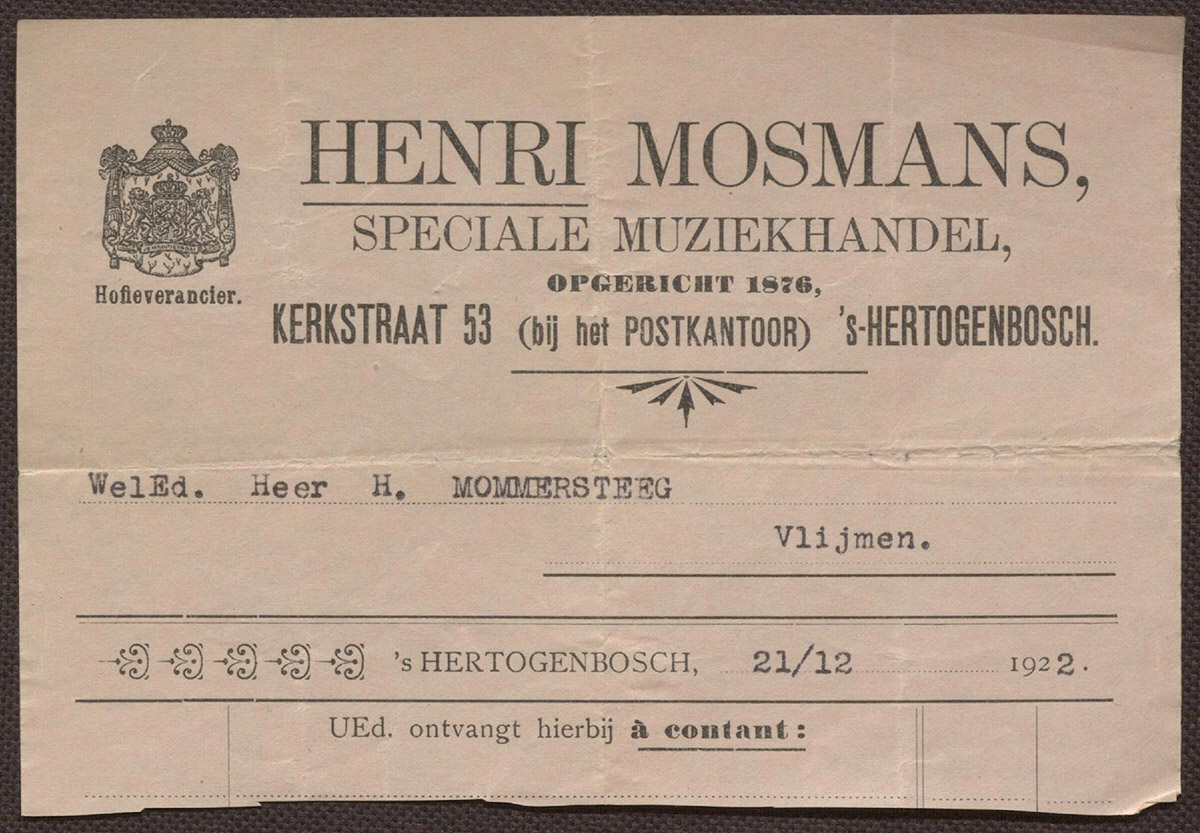 HENRI MOSMANS,
SPECIALE MUZIEKHANDEL,
OPGERICHT 1876,
Hofleverancier.
KERKSTRAAT 53 (bij het POSTKANTOOR) 's-HERTOGENBOSCH.
WelEd. Heer H. MOMMERSTEEG
Vlijmen.
's HERTOGENBOSCH, 21/12 1922.
UEd. ontvangt hierbij à contant: